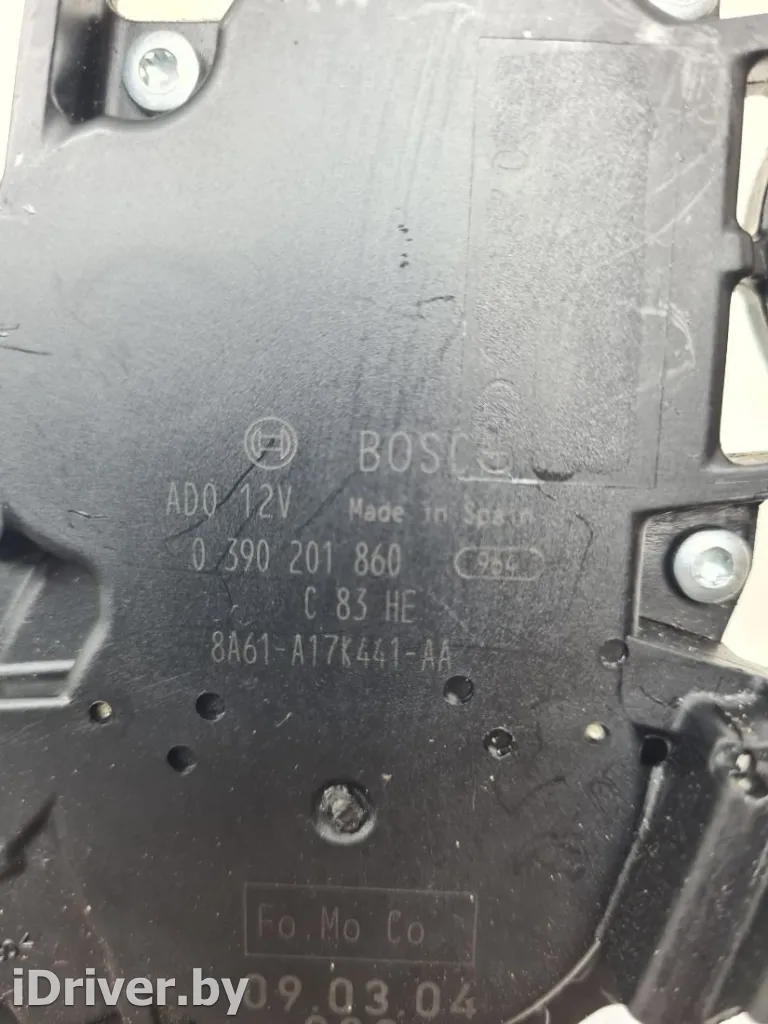 BOSCH
ADO 12V Made in Spain
0 390 201 860 964
C 83 HE
8A61-A17K441-AA
Fo Mo Co
09.03.04
iDriver.by